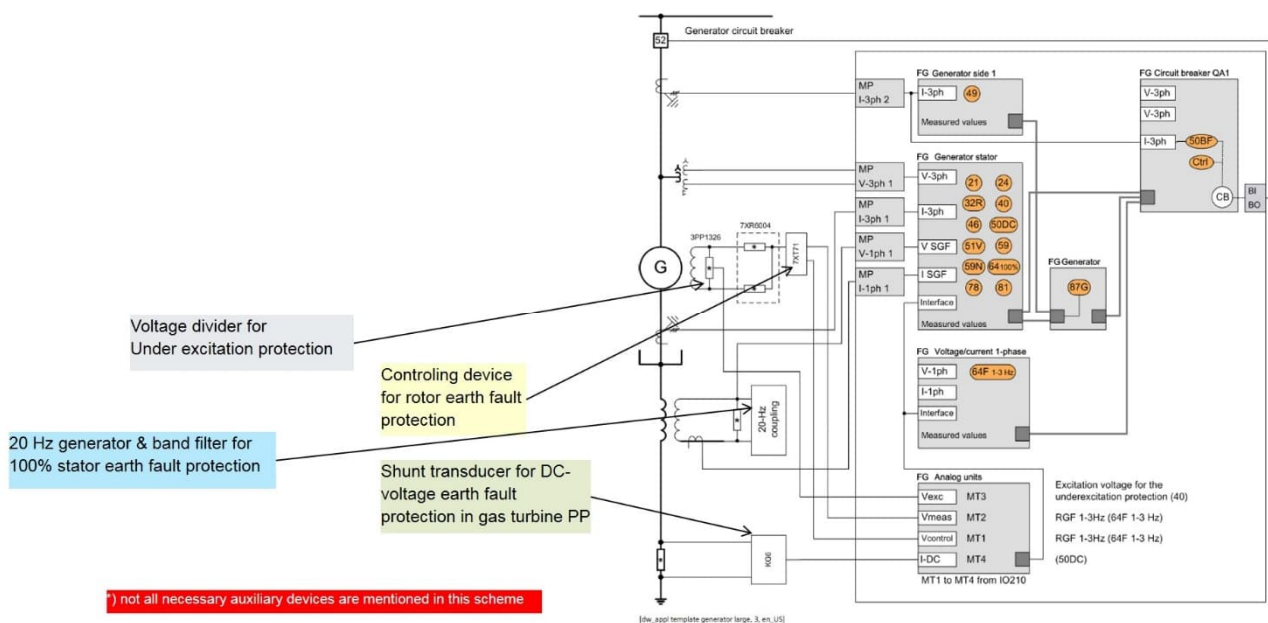 Generator circuit breaker
52
FG Generator side 1
FG Circuit breaker QA1
MP
I-3ph 2
I-3ph
49
Measured values
V-3ph
V-3ph
I-3ph
50BF
Ctrl
CB
BI
BO
FG Generator stator
MP
V-3ph 1
V-3ph
21
24
MP
I-3ph 1
I-3ph
32R
40
46
50DC
MP
V-1ph 1
V SGF
51V
59
MP
I-1ph 1
I SGF
59N
64 100%
78
81
Interface
Measured values
FG Generator
87G
G
3PP1326
7XR6004
7XT71
Voltage divider for
Under excitation protection
Controling device
for rotor earth fault
protection
20 Hz generator & band filter for
100% stator earth fault protection
Shunt transducer for DC-
voltage earth fault
protection in gas turbine PP
20-Hz
coupling
KG6
FG Voltage/current 1-phase
V-1ph
64F 1-3 Hz
I-1ph
Interface
Measured values
FG Analog units
Vexc MT3
Vmeas MT2
Vcontrol MT1
I-DC MT4
MT1 to MT4 from IO210
Excitation voltage for the
underexcitation protection (40)
RGF 1-3Hz (64F 1-3 Hz)
RGF 1-3Hz (64F 1-3 Hz)
(50DC)
*) not all necessary auxiliary devices are mentioned in this scheme
[dw_appl template generator large, 3, en_US]